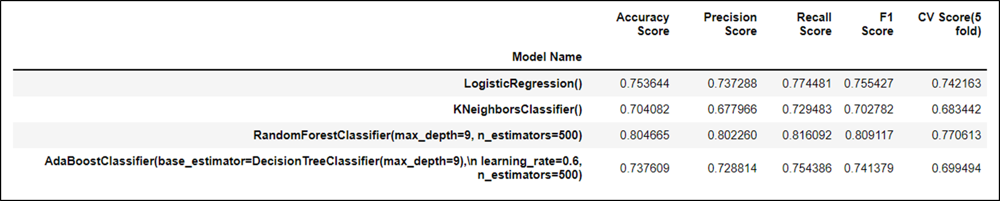 Accuracy Score Precision Score Recall Score F1 Score CV Score(5 fold)
Model Name
LogisticRegression() 0.753644 0.737288 0.774481 0.755427 0.742163
KNeighborsClassifier() 0.704082 0.677966 0.729483 0.702782 0.683442
RandomForestClassifier(max_depth=9, n_estimators=500) 0.804665 0.802260 0.816092 0.809117 0.770613
AdaBoostClassifier(base_estimator=DecisionTreeClassifier(max_depth=9),\n learning_rate=0.6,
n_estimators=500) 0.737609 0.728814 0.754386 0.741379 0.699494